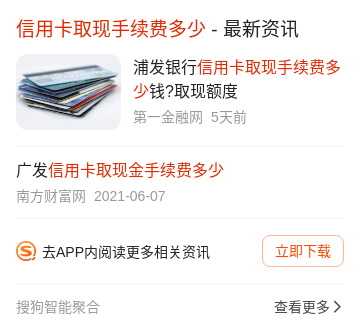 信用卡取现手续费多少 - 最新资讯
浦发银行信用卡取现手续费多
少钱?取现额度
第一金融网 5天前
广发信用卡取现金手续费多少
南方财富网 2021-06-07
去APP内阅读更多相关资讯
立即下载
搜狗智能聚合
查看更多